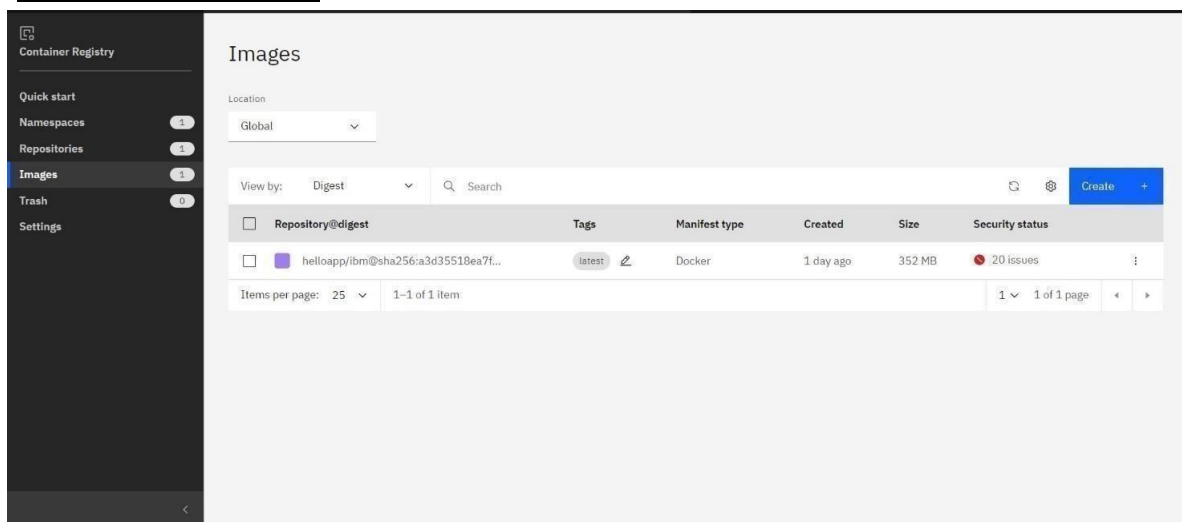 Container Registry
Quick start
Namespaces 1
Repositories 1
Images 1
Trash 0
Settings
Images
Location
Global
View by: Digest Search Create +
Repository@digest Tags Manifest type Created Size Security status
helloapp/ibm@sha256:a3d35518ea7f... latest Docker 1 day ago 352 MB 20 issues
Items per page: 25 1–1 of 1 item 1 1 of 1 page